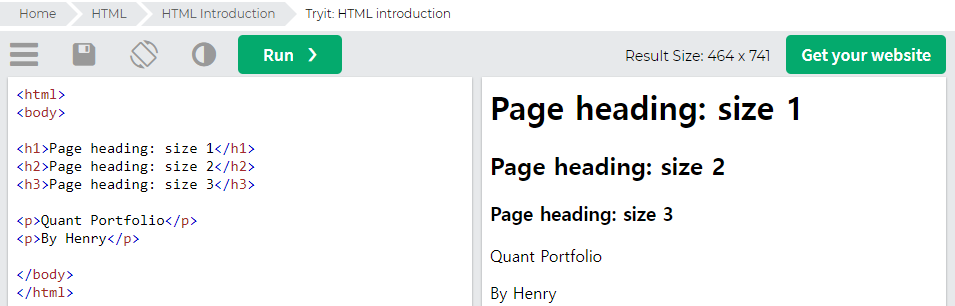 Home HTML HTML Introduction Tryit: HTML introduction
Run ❯ Result Size: 464 x 741 Get your website
<html>
<body>
<h1>Page heading: size 1</h1>
<h2>Page heading: size 2</h2>
<h3>Page heading: size 3</h3>
<p>Quant Portfolio</p>
<p>By Henry</p>
</body>
</html>
Page heading: size 1
Page heading: size 2
Page heading: size 3
Quant Portfolio
By Henry